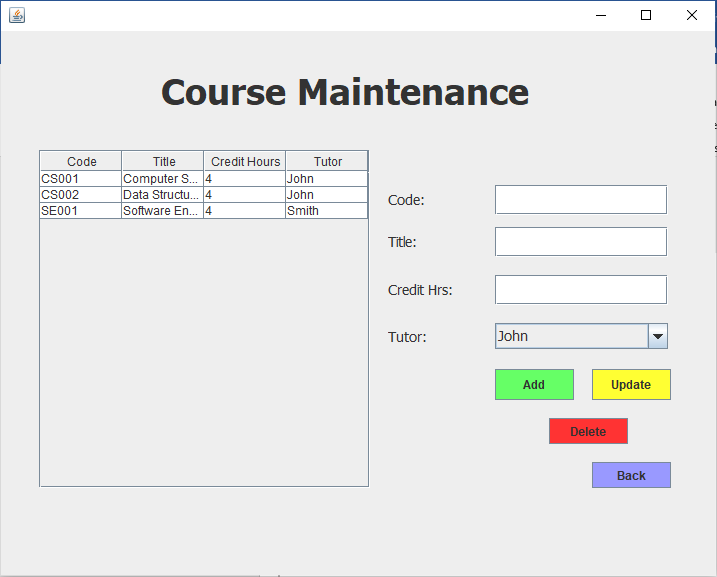 Course Maintenance
Code Title Credit Hours Tutor
CS001 Computer S... 4 John
CS002 Data Structu... 4 John
SE001 Software En... 4 Smith
Code:
Title:
Credit Hrs:
Tutor: John
Add Update
Delete
Back